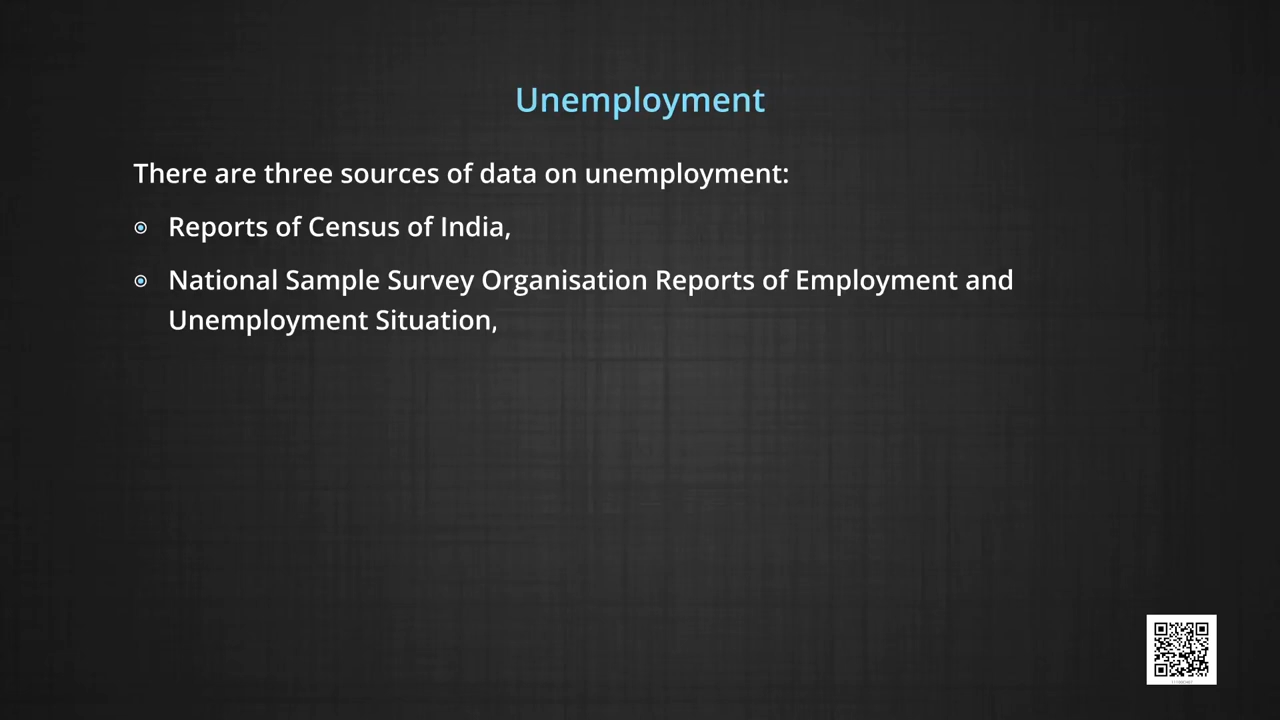 Unemployment
There are three sources of data on unemployment:
Reports of Census of India,
National Sample Survey Organisation Reports of Employment and
Unemployment Situation,